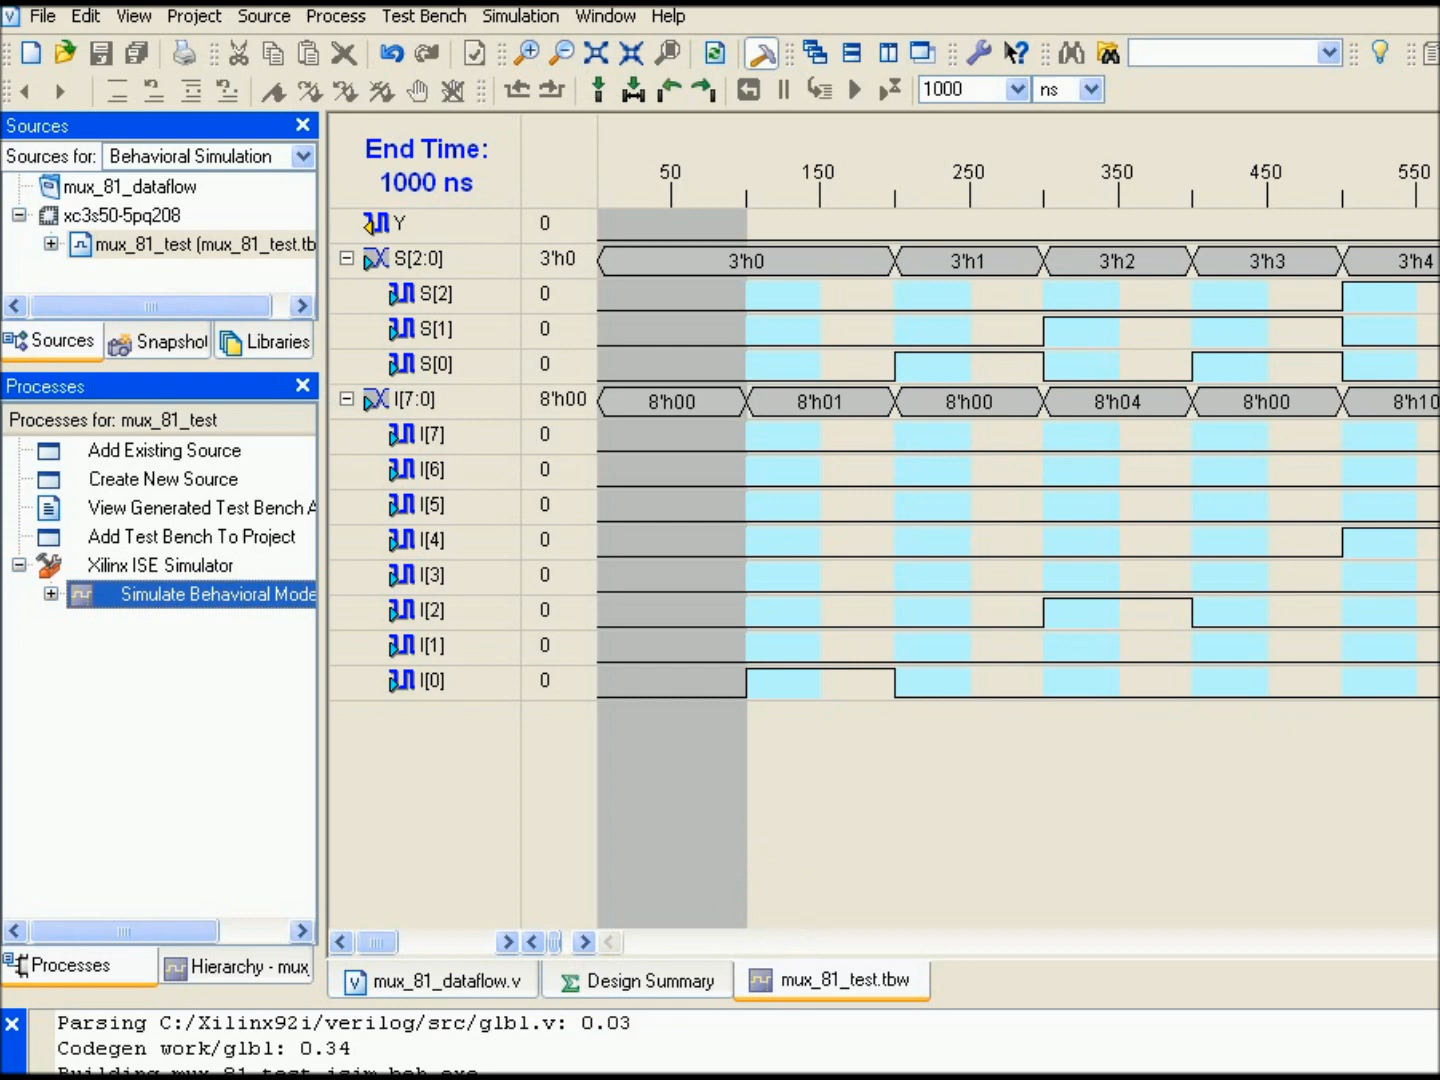 File Edit View Project Source Process Test Bench Simulation Window Help
1000 ns
Sources
Sources for: Behavioral Simulation
mux_81_dataflow
xc3s50-5pq208
mux_81_test (mux_81_test.tb
Sources Snapshot Libraries
Processes
Processes for: mux_81_test
Add Existing Source
Create New Source
View Generated Test Bench A
Add Test Bench To Project
Xilinx ISE Simulator
Simulate Behavioral Mode
Processes Hierarchy - mux
End Time:
1000 ns
50 150 250 350 450 550
Y 0
S[2:0] 3'h0 3'h0 3'h1 3'h2 3'h3 3'h4
S[2] 0
S[1] 0
S[0] 0
I[7:0] 8'h00 8'h00 8'h01 8'h00 8'h04 8'h00 8'h10
I[7] 0
I[6] 0
I[5] 0
I[4] 0
I[3] 0
I[2] 0
I[1] 0
I[0] 0
mux_81_dataflow.v Design Summary mux_81_test.tbw
Parsing C:/Xilinx92i/verilog/src/glbl.v: 0.03
Codegen work/glbl: 0.34
Building mux_81_test_isim_beh.exe